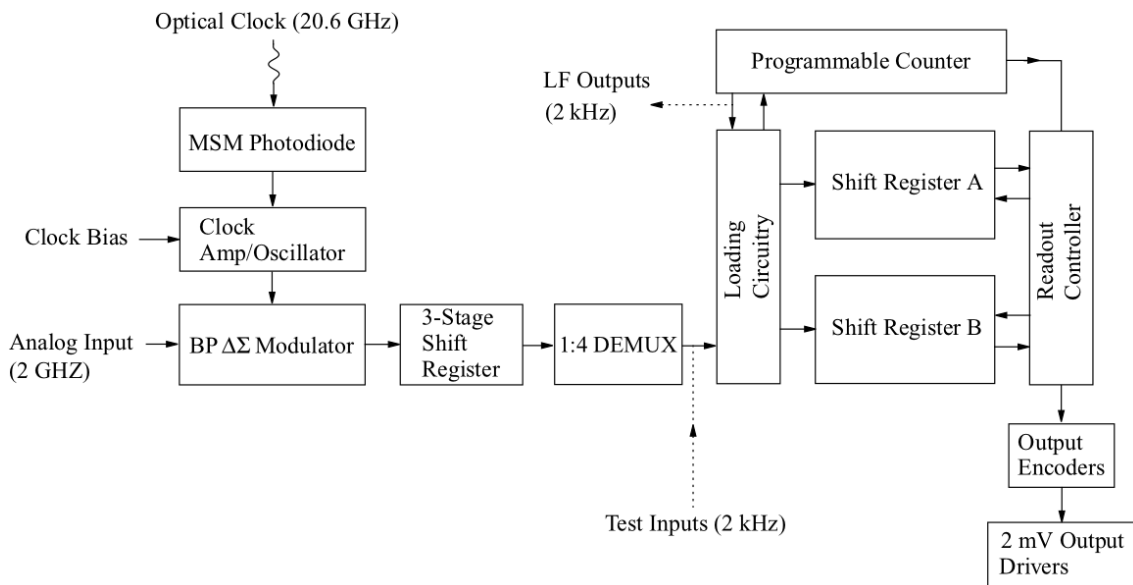 Optical Clock (20.6 GHz)
Programmable Counter
LF Outputs
(2 kHz)
MSM Photodiode
Clock Bias
Clock
Amp/Oscillator
Loading
Circuitry
Shift Register A
Readout
Controller
Analog Input
(2 GHZ)
BP ΔΣ Modulator
3-Stage
Shift
Register
1:4 DEMUX
Shift Register B
Output
Encoders
Test Inputs (2 kHz)
2 mV Output
Drivers